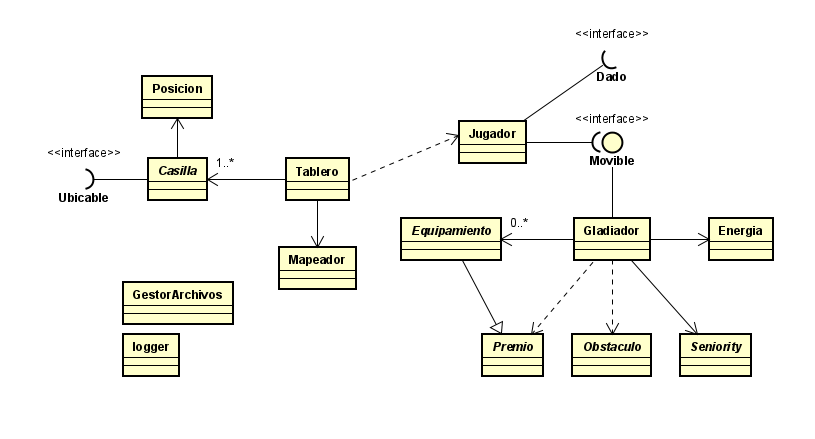 <<interface>>
Dado
Posicion
<<interface>>
Jugador
Movible
<<interface>>
Ubicable
Casilla
1..*
Tablero
Equipamiento
0..*
Gladiador
Energia
Mapeador
GestorArchivos
logger
Premio
Obstaculo
Seniority